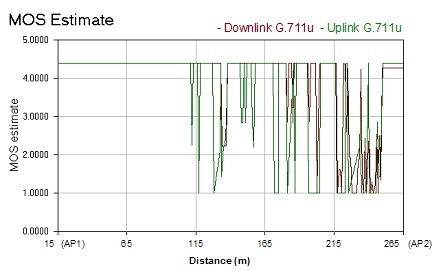 MOS Estimate
- Downlink G.711u - Uplink G.711u
5.0000
4.0000
3.0000
2.0000
1.0000
0.0000
MOS estimate
15 (AP1) 65 115 165 215 265 (AP2)
Distance (m)